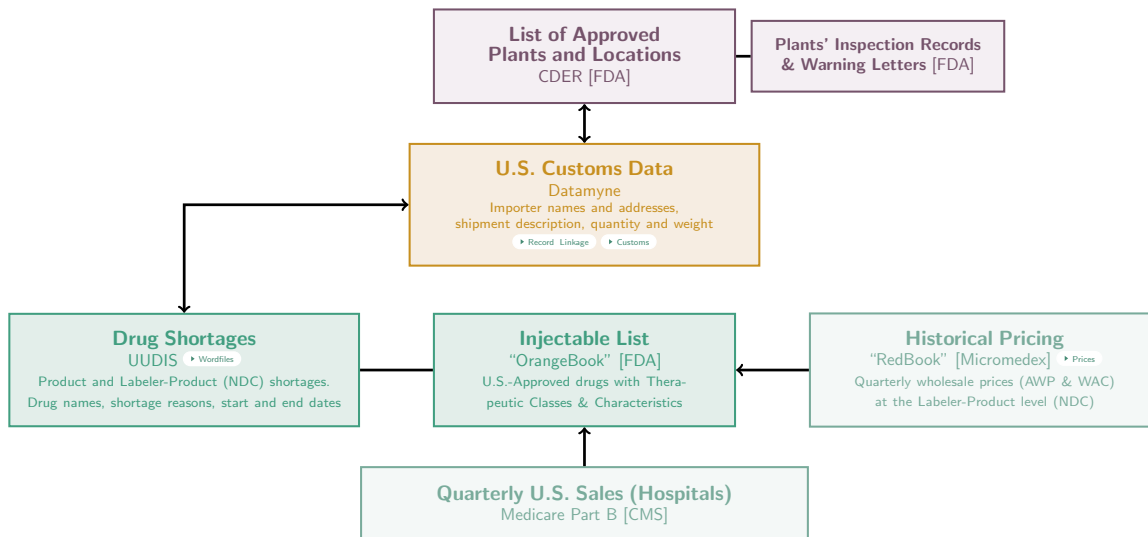 List of Approved
Plants and Locations
CDER [FDA]
Plants' Inspection Records
& Warning Letters [FDA]
U.S. Customs Data
Datamyne
Importer names and addresses,
shipment description, quantity and weight
Record Linkage
Customs
Drug Shortages
UUDIS Wordfiles
Product and Labeler-Product (NDC) shortages.
Drug names, shortage reasons, start and end dates
Injectable List
“OrangeBook” [FDA]
U.S.-Approved drugs with Thera-
peutic Classes & Characteristics
Historical Pricing
“RedBook” [Micromedex] Prices
Quarterly wholesale prices (AWP & WAC)
at the Labeler-Product level (NDC)
Quarterly U.S. Sales (Hospitals)
Medicare Part B [CMS]